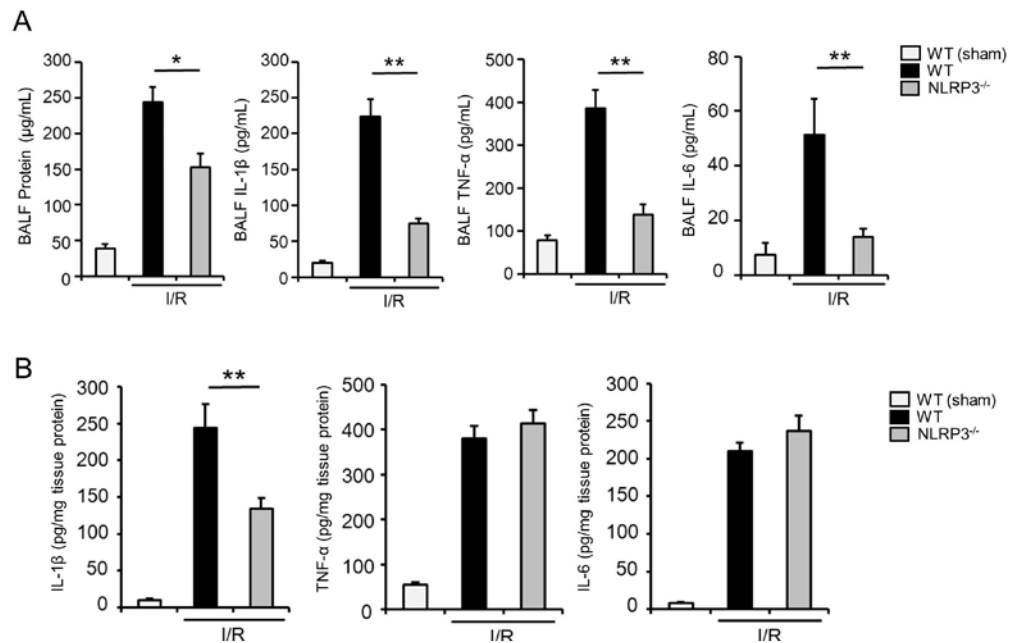 A
BALF Protein (µg/mL)
300
250
200
150
100
50
0
*
I/R
BALF IL-1β (pg/mL)
300
250
200
150
100
50
0
**
I/R
BALF TNF-α (pg/mL)
500
400
300
200
100
0
**
I/R
BALF IL-6 (pg/mL)
80
60
40
20
0
**
I/R
WT (sham)
WT
NLRP3-/-
B
IL-1β (pg/mg tissue protein)
300
250
200
150
100
50
0
**
I/R
TNF-α (pg/mg tissue protein)
500
400
300
200
100
0
I/R
IL-6 (pg/mg tissue protein)
300
250
200
150
100
50
0
I/R
WT (sham)
WT
NLRP3-/-